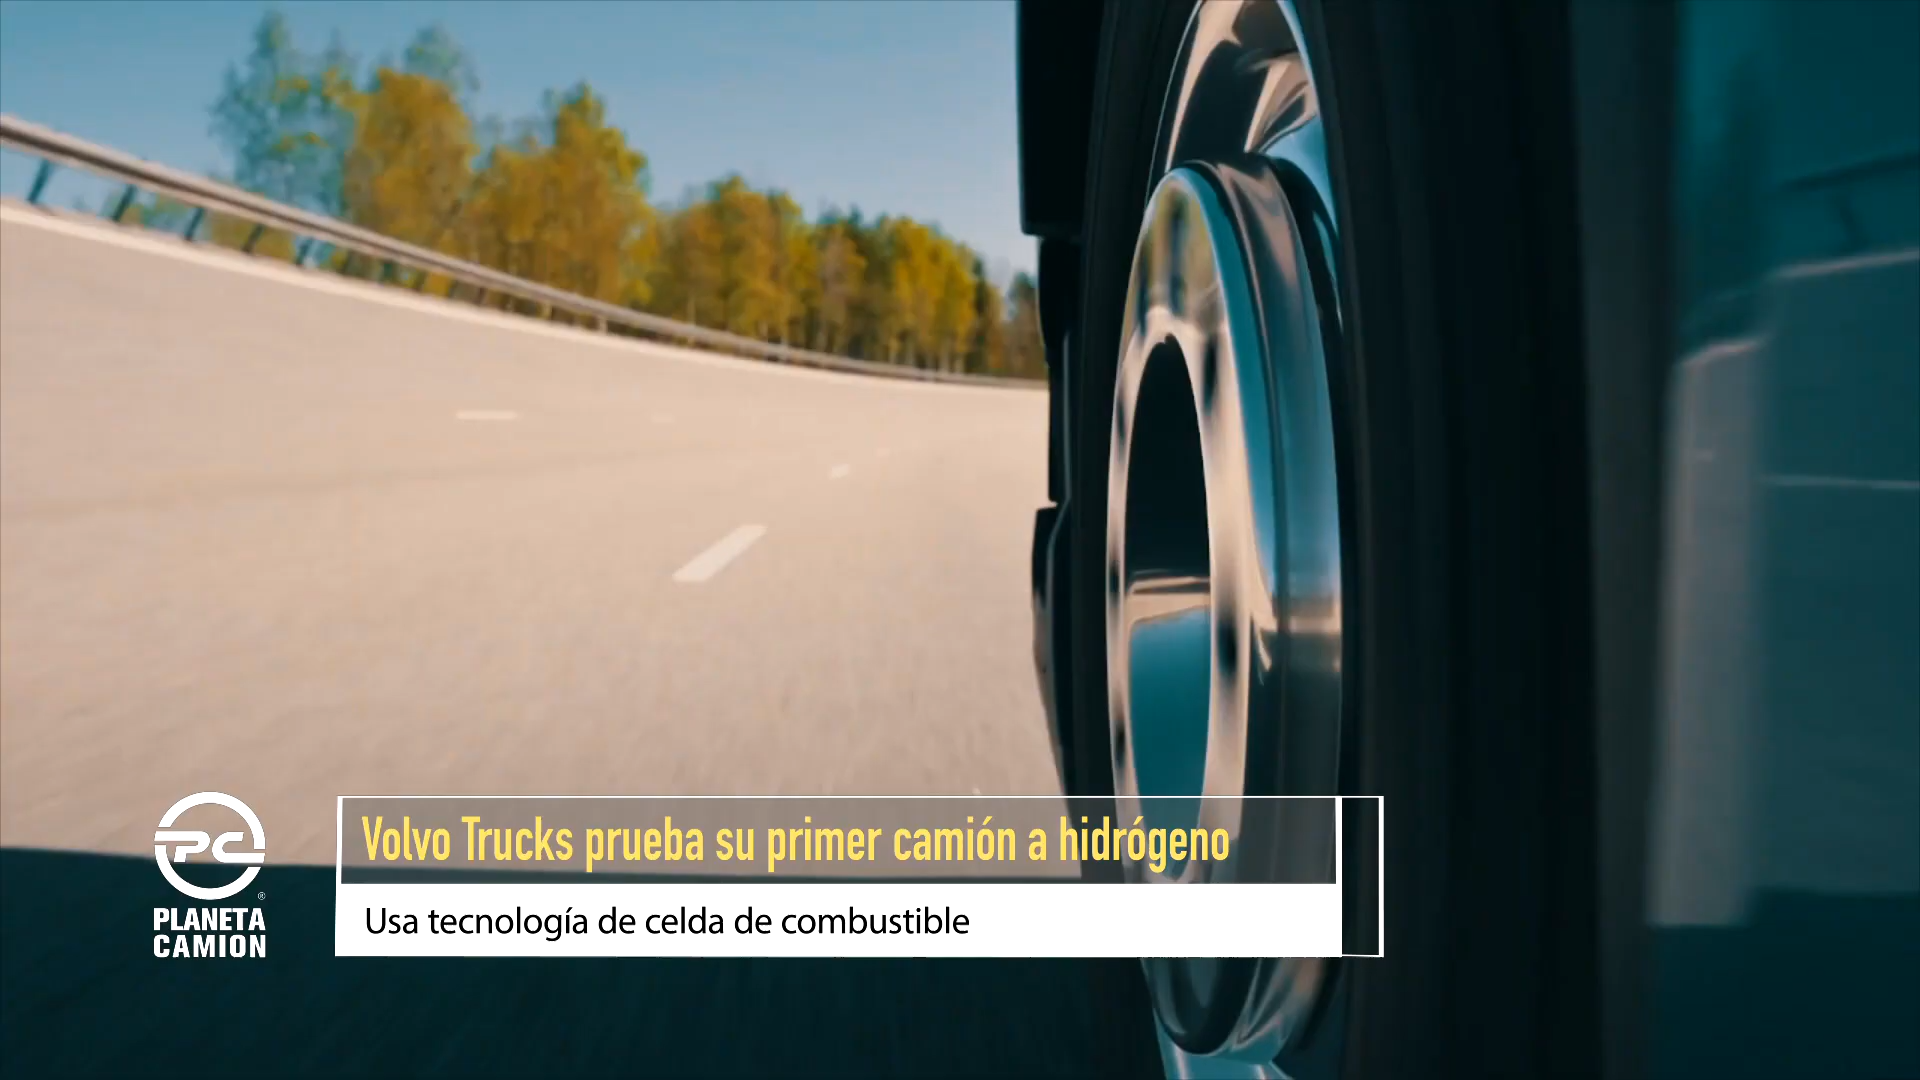 Volvo Trucks prueba su primer camión a hidrógeno
Usa tecnología de celda de combustible
PC
®
PLANETA
CAMION